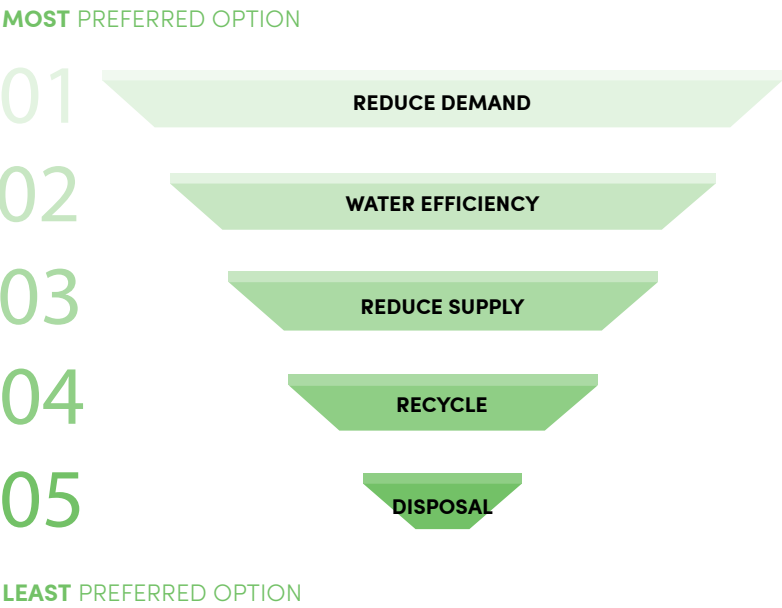 MOST PREFERRED OPTION
01
REDUCE DEMAND
02
WATER EFFICIENCY
03
REDUCE SUPPLY
04
RECYCLE
05
DISPOSAL
LEAST PREFERRED OPTION